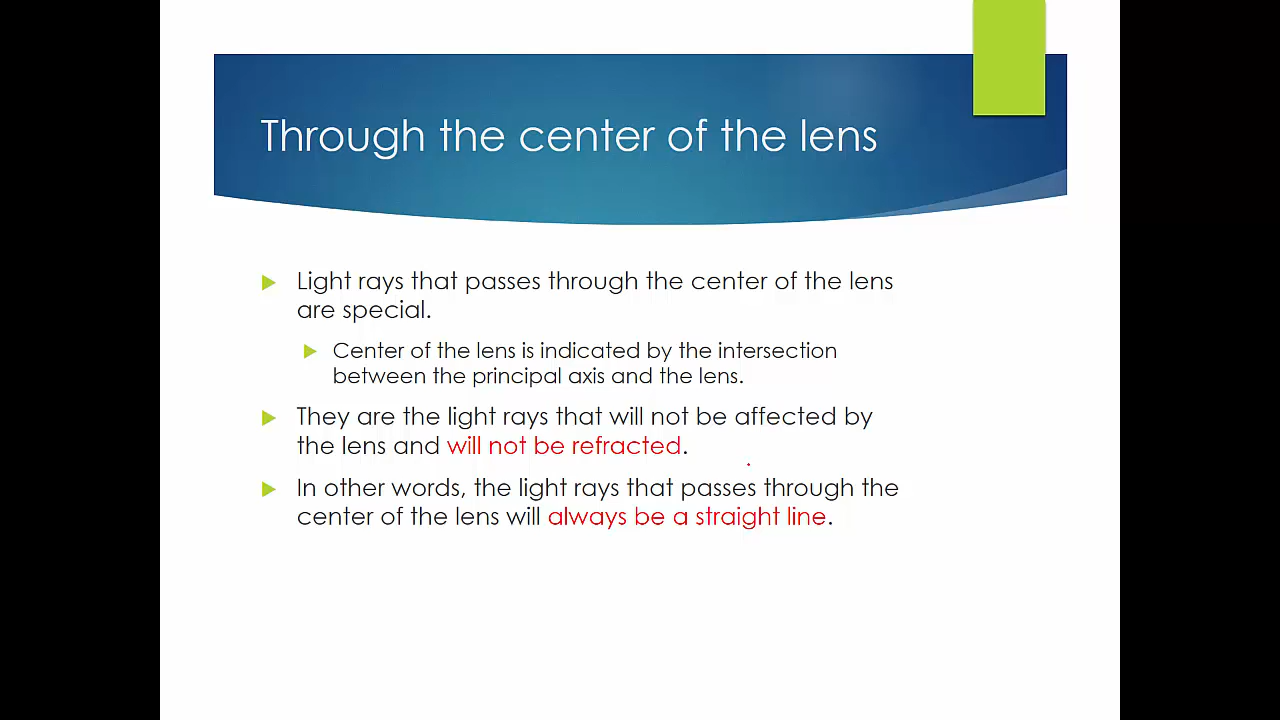 Through the center of the lens
Light rays that passes through the center of the lens
are special.
Center of the lens is indicated by the intersection
between the principal axis and the lens.
They are the light rays that will not be affected by
the lens and will not be refracted.
In other words, the light rays that passes through the
center of the lens will always be a straight line.